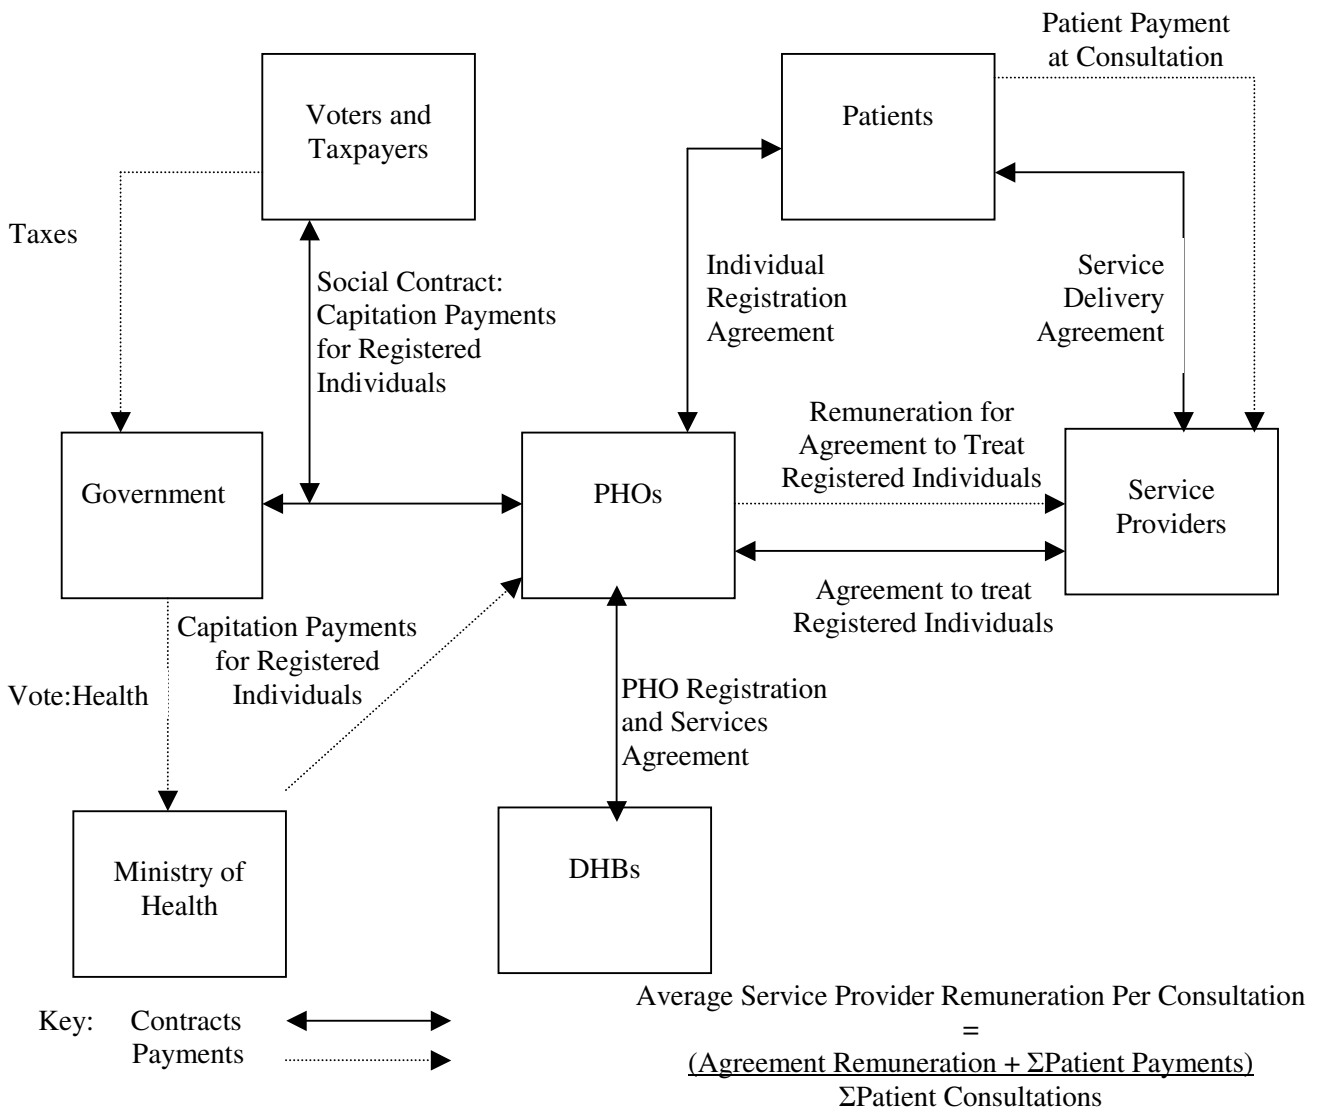 Patient Payment
at Consultation
Voters and
Taxpayers
Patients
Taxes
Social Contract:
Capitation Payments
for Registered
Individuals
Individual
Registration
Agreement
Service
Delivery
Agreement
Remuneration for
Agreement to Treat
Registered Individuals
Government
PHOs
Service
Providers
Agreement to treat
Registered Individuals
Capitation Payments
for Registered
Individuals
Vote:Health
PHO Registration
and Services
Agreement
Ministry of
Health
DHBs
Key:
Contracts
Payments
Average Service Provider Remuneration Per Consultation
=
(Agreement Remuneration + ΣPatient Payments)
ΣPatient Consultations